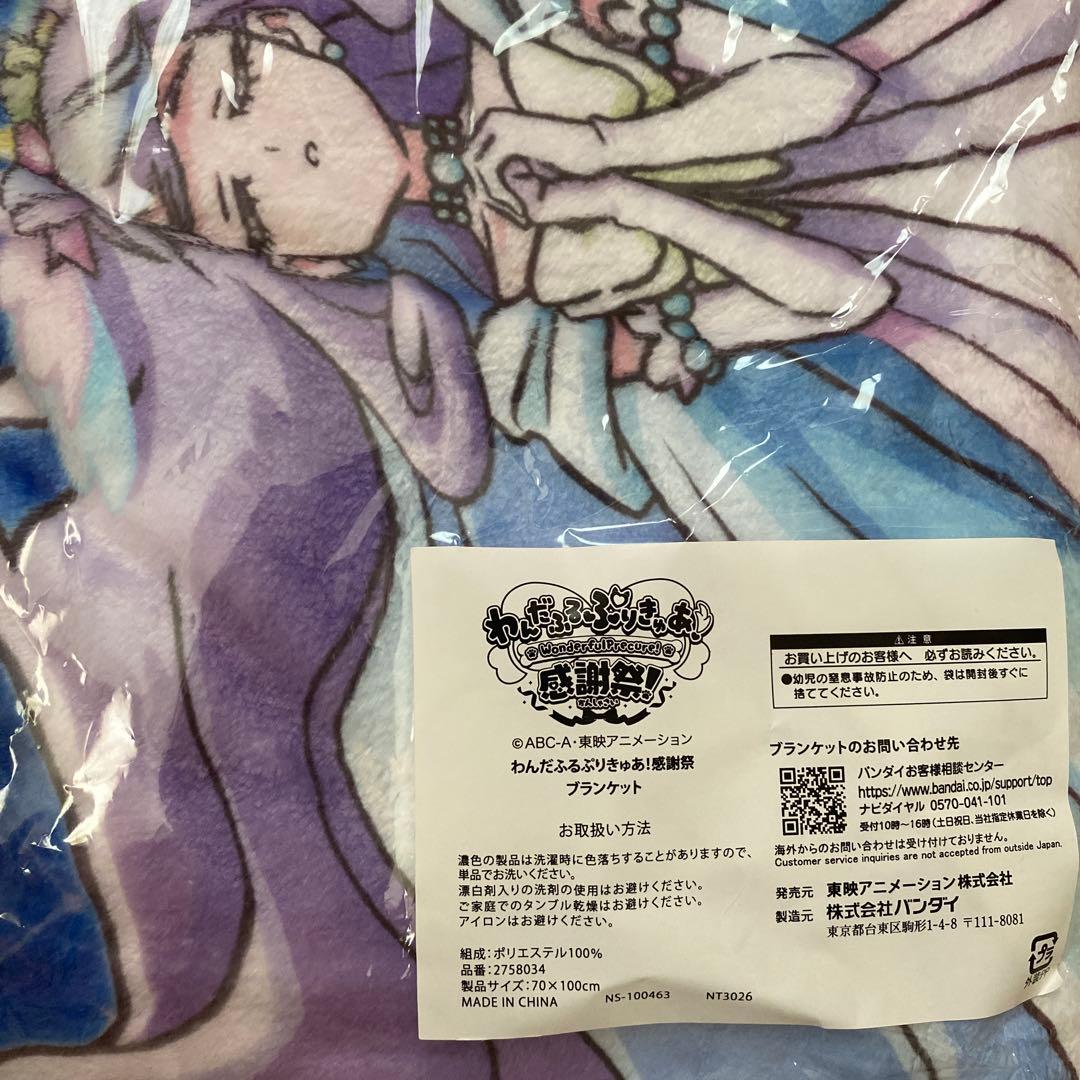 わんだふるぷりきゅあ!
WonderfulPrecure!
感謝祭!
かんしゃさい
©ABC-A・東映アニメーション
わんだふるぷりきゅあ!感謝祭
ブランケット
お取扱い方法
濃色の製品は洗濯時に色落ちすることがありますので、
単品でお洗いください。
漂白剤入りの洗剤の使用はお避けください。
ご家庭でのタンブル乾燥はお避けください。
アイロンはお避けください。
組成:ポリエステル100%
品番:2758034
製品サイズ:70×100cm
MADE IN CHINA NS-100463 NT3026
⚠注意
お買い上げのお客様へ 必ずお読みください。
●幼児の窒息事故防止のため、袋は開封後すぐに
捨ててください。
ブランケットのお問い合わせ先
バンダイお客様相談センター
https://www.bandai.co.jp/support/top
ナビダイヤル 0570-041-101
受付10時〜16時(土日祝日、当社指定休業日を除く)
海外からのお問い合わせは受け付けておりません。
Customer service inquiries are not accepted from outside Japan.
発売元 東映アニメーション株式会社
製造元 株式会社バンダイ
東京都台東区駒形1-4-8 〒111-8081
プラ